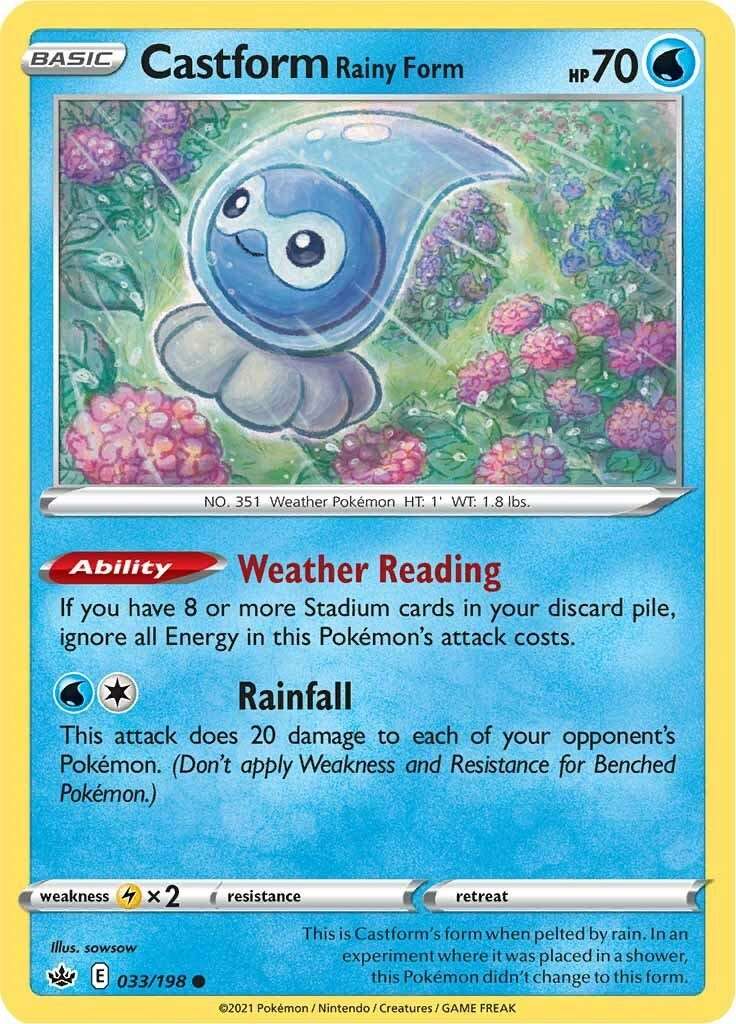 BASIC Castform Rainy Form HP 70
NO. 351 Weather Pokémon HT: 1' WT: 1.8 lbs.
Ability Weather Reading
If you have 8 or more Stadium cards in your discard pile,
ignore all Energy in this Pokémon's attack costs.
Rainfall
This attack does 20 damage to each of your opponent's
Pokémon. (Don't apply Weakness and Resistance for Benched
Pokémon.)
weakness ×2 resistance retreat
Illus. sowsow
This is Castform's form when pelted by rain. In an
experiment where it was placed in a shower,
this Pokémon didn't change to this form.
E 033/198
©2021 Pokémon / Nintendo / Creatures / GAME FREAK